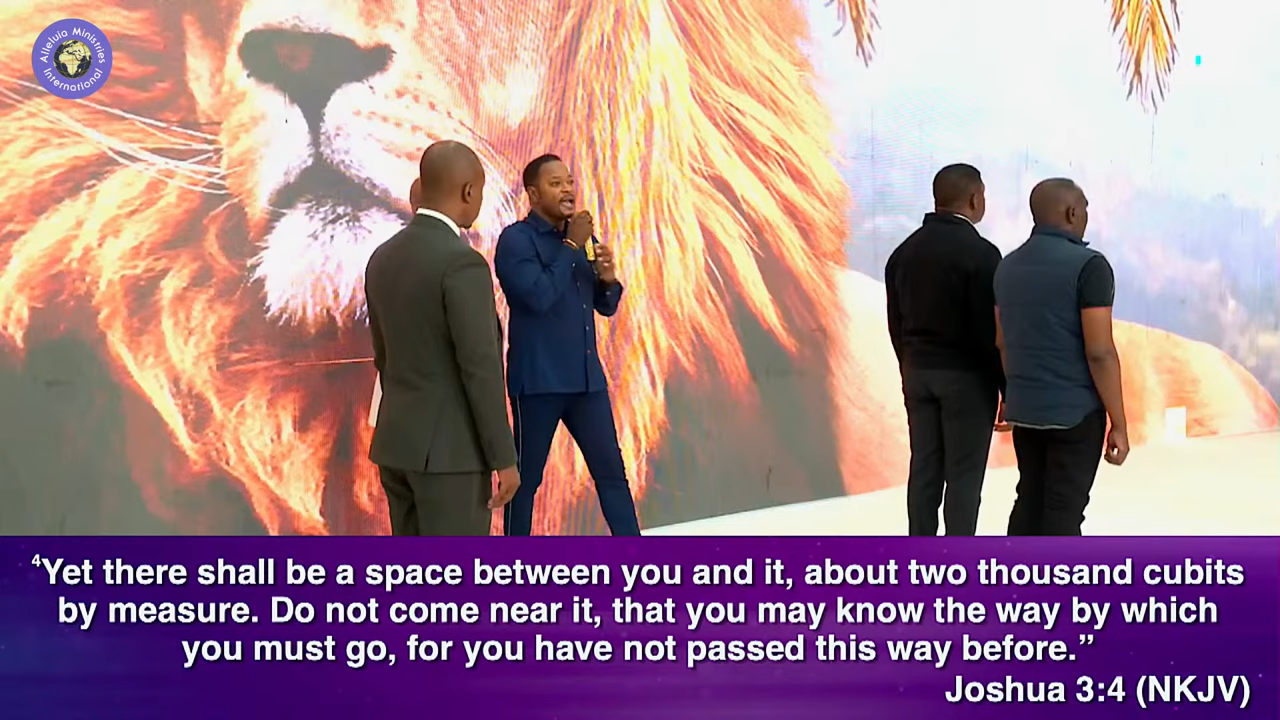 Alleluia Ministries
International
⁴Yet there shall be a space between you and it, about two thousand cubits
by measure. Do not come near it, that you may know the way by which
you must go, for you have not passed this way before.”
Joshua 3:4 (NKJV)